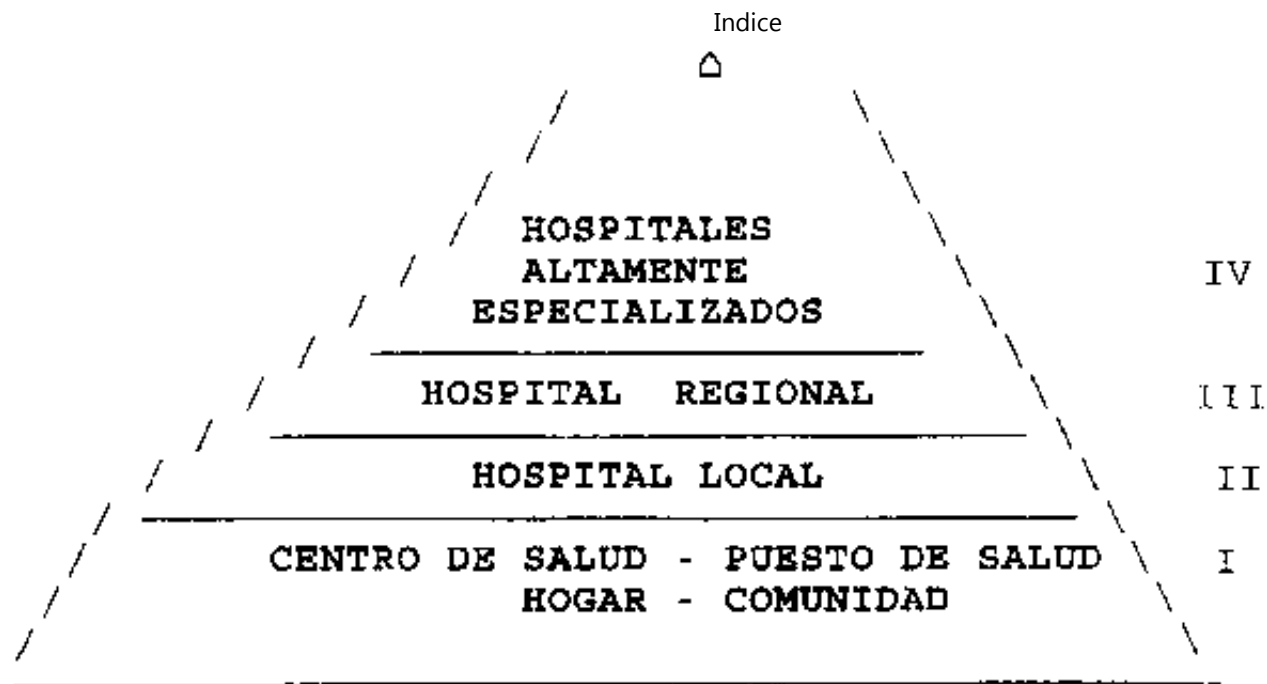 Indice
HOSPITALES
ALTAMENTE
ESPECIALIZADOS
IV
HOSPITAL REGIONAL
III
HOSPITAL LOCAL
II
CENTRO DE SALUD - PUESTO DE SALUD
I
HOGAR - COMUNIDAD